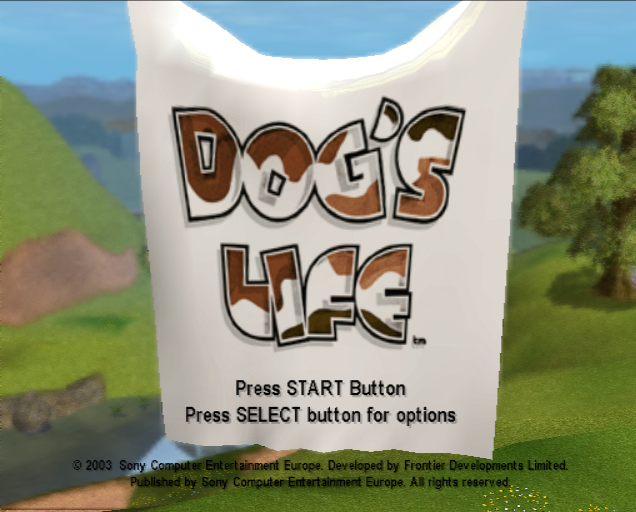 DOG'S
LIFE tm
Press START Button
Press SELECT button for options
© 2003 Sony Computer Entertainment Europe. Developed by Frontier Developments Limited.
Published by Sony Computer Entertainment Europe. All rights reserved.